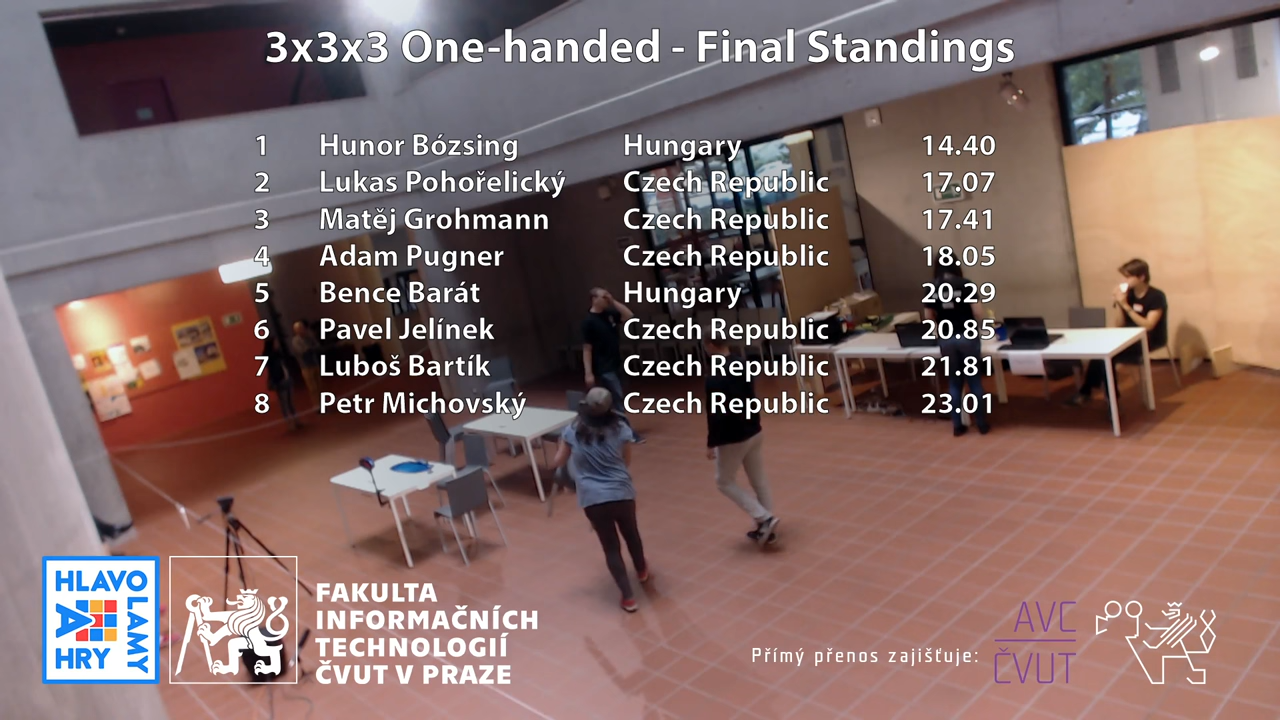 3x3x3 One-handed - Final Standings
1 Hunor Bózsing Hungary 14.40
2 Lukas Pohořelický Czech Republic 17.07
3 Matěj Grohmann Czech Republic 17.41
4 Adam Pugner Czech Republic 18.05
5 Bence Barát Hungary 20.29
6 Pavel Jelínek Czech Republic 20.85
7 Luboš Bartík Czech Republic 21.81
8 Petr Michovský Czech Republic 23.01
HLAVO
LAMY
A
HRY
FAKULTA
INFORMAČNÍCH
TECHNOLOGIÍ
ČVUT V PRAZE
Přímý přenos zajišťuje:
AVC
ČVUT